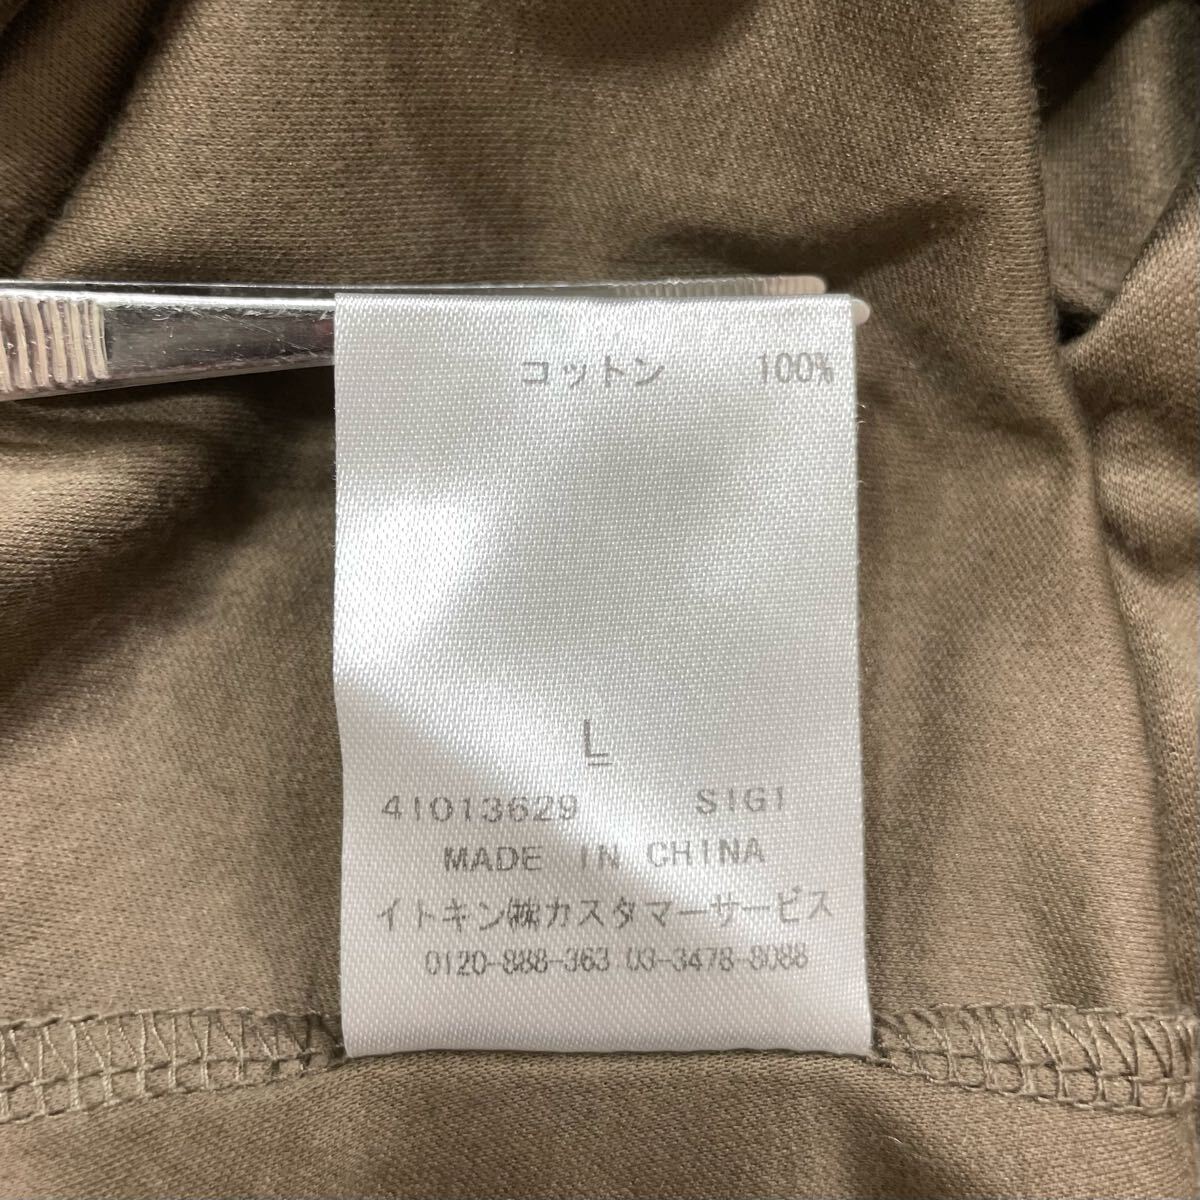 コットン 100%
L
41013629 SIGI
MADE IN CHINA
イトキン㈱カスタマーサービス
0120-888-363 03-3478-8088